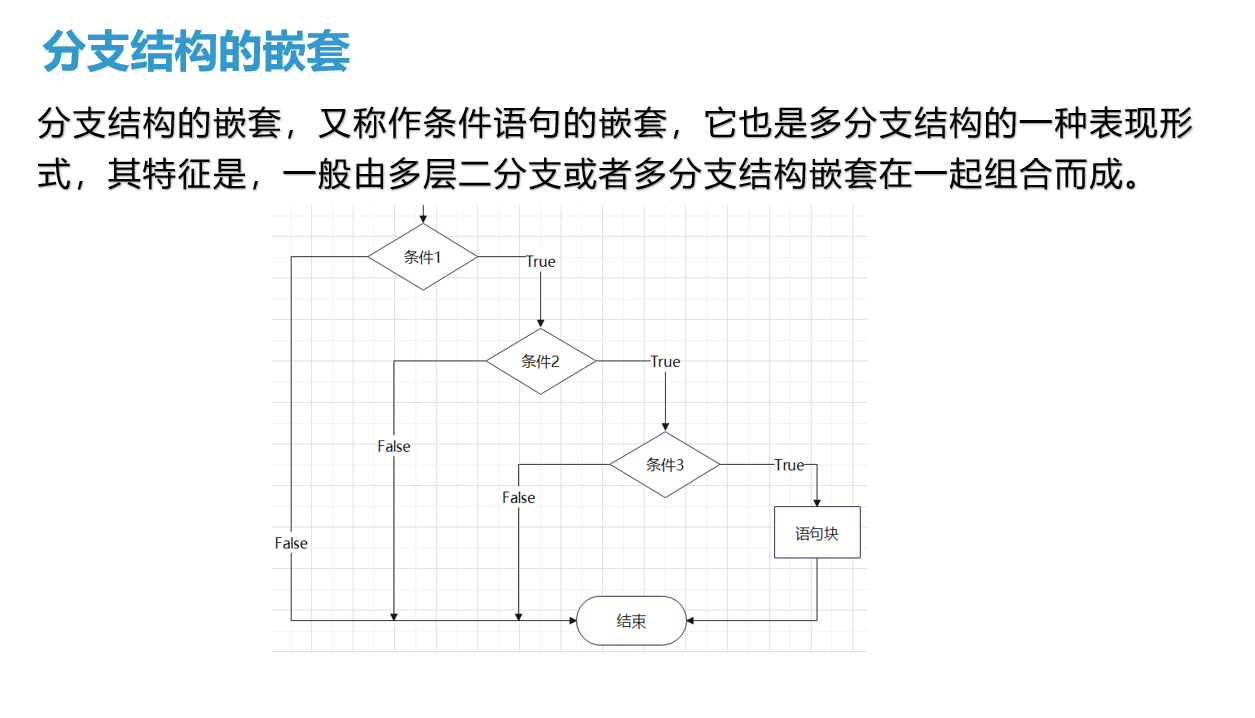 分支结构的嵌套
分支结构的嵌套，又称作条件语句的嵌套，它也是多分支结构的一种表现形
式，其特征是，一般由多层二分支或者多分支结构嵌套在一起组合而成。
条件1
True
条件2
True
False
条件3
True
False
语句块
False
结束